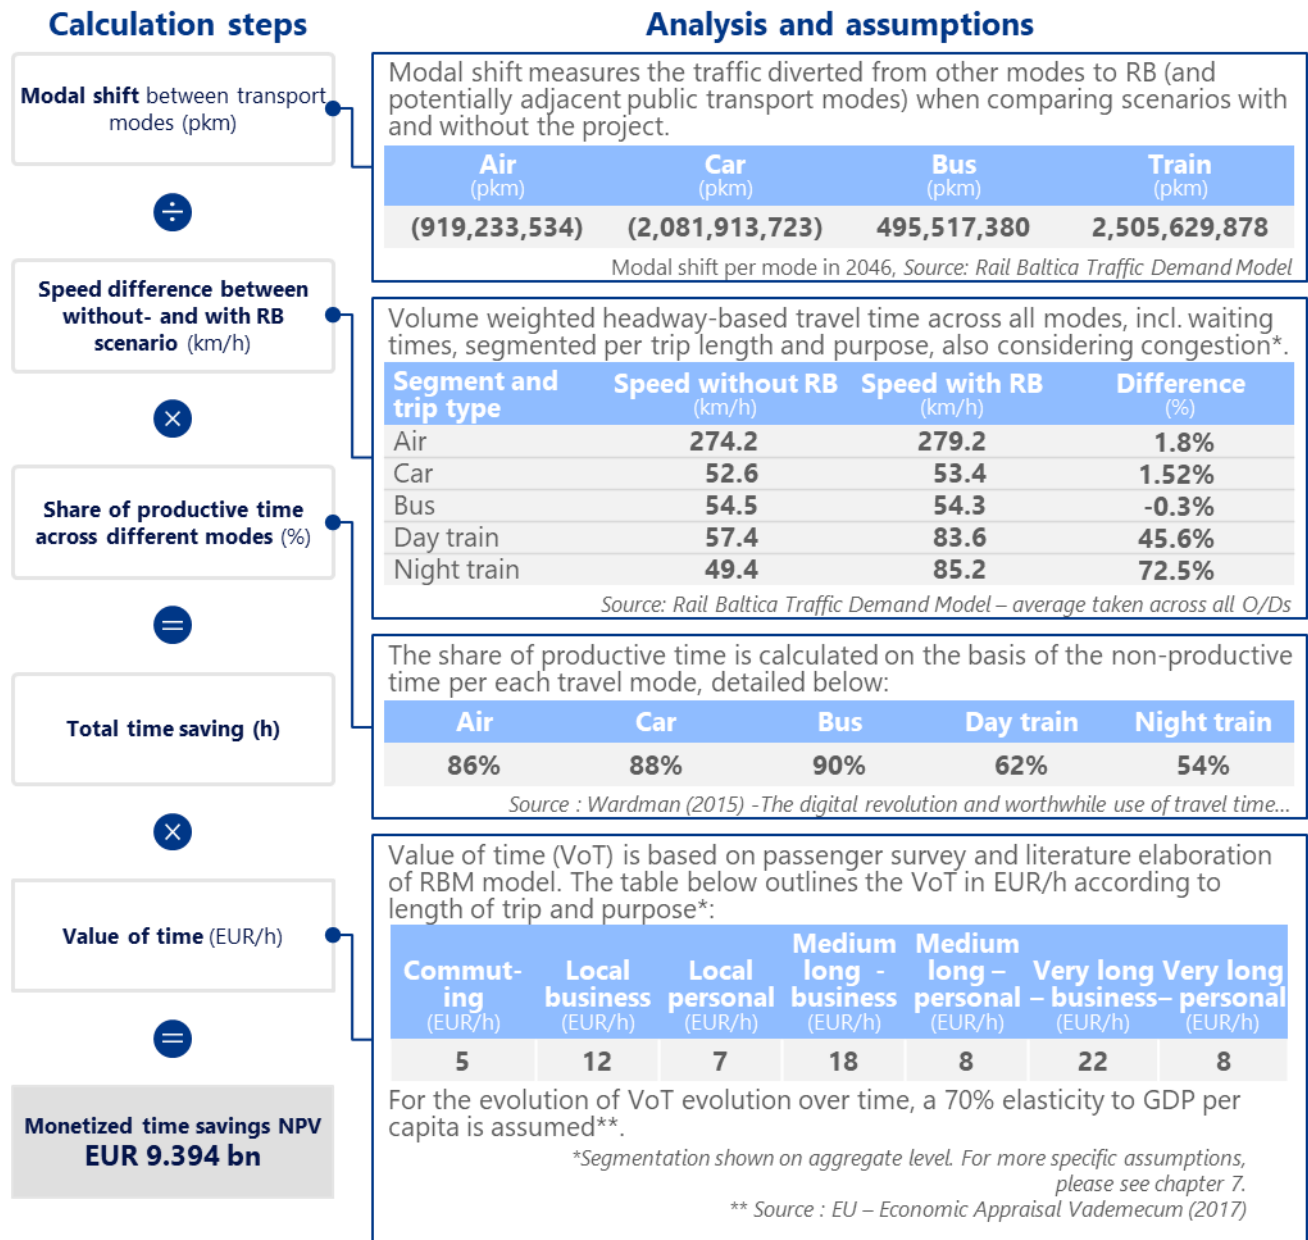 Calculation steps
Modal shift between transport
modes (pkm)
÷
Speed difference between
without- and with RB
scenario (km/h)
×
Share of productive time
across different modes (%)
=
Total time saving (h)
×
Value of time (EUR/h)
=
Monetized time savings NPV
EUR 9.394 bn
Analysis and assumptions
Modal shift measures the traffic diverted from other modes to RB (and
potentially adjacent public transport modes) when comparing scenarios with
and without the project.
Air Car Bus Train
(pkm) (pkm) (pkm) (pkm)
(919,233,534) (2,081,913,723) 495,517,380 2,505,629,878
Modal shift per mode in 2046, Source: Rail Baltica Traffic Demand Model
Volume weighted headway-based travel time across all modes, incl. waiting
times, segmented per trip length and purpose, also considering congestion*.
Segment and Speed without RB Speed with RB Difference
trip type (km/h) (km/h) (%)
Air 274.2 279.2 1.8%
Car 52.6 53.4 1.52%
Bus 54.5 54.3 -0.3%
Day train 57.4 83.6 45.6%
Night train 49.4 85.2 72.5%
Source: Rail Baltica Traffic Demand Model – average taken across all O/Ds
The share of productive time is calculated on the basis of the non-productive
time per each travel mode, detailed below:
Air Car Bus Day train Night train
86% 88% 90% 62% 54%
Source : Wardman (2015) -The digital revolution and worthwhile use of travel time...
Value of time (VoT) is based on passenger survey and literature elaboration
of RBM model. The table below outlines the VoT in EUR/h according to
length of trip and purpose*:
Medium Medium
Commut- Local Local long - long – Very long Very long
ing business personal business personal – business – personal
(EUR/h) (EUR/h) (EUR/h) (EUR/h) (EUR/h) (EUR/h) (EUR/h)
5 12 7 18 8 22 8
For the evolution of VoT evolution over time, a 70% elasticity to GDP per
capita is assumed**.
*Segmentation shown on aggregate level. For more specific assumptions,
please see chapter 7.
** Source : EU – Economic Appraisal Vademecum (2017)